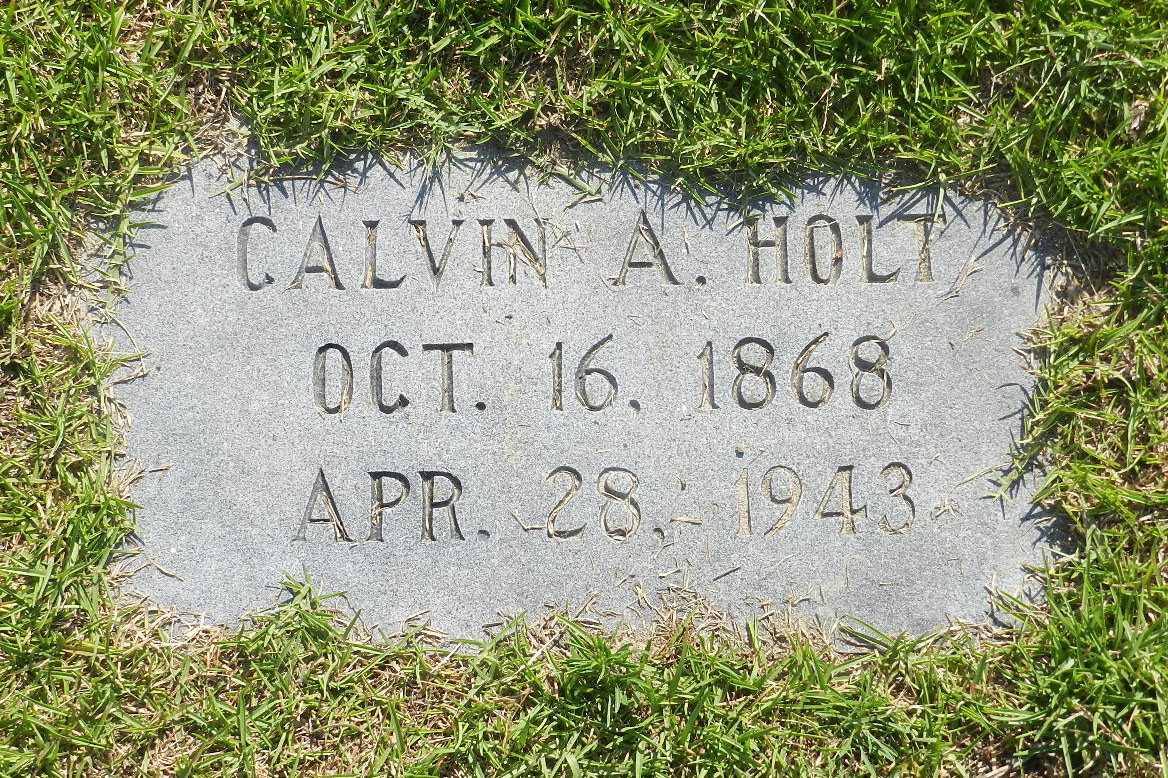 CALVIN A. HOLT
OCT. 16, 1868
APR. 28, 1943